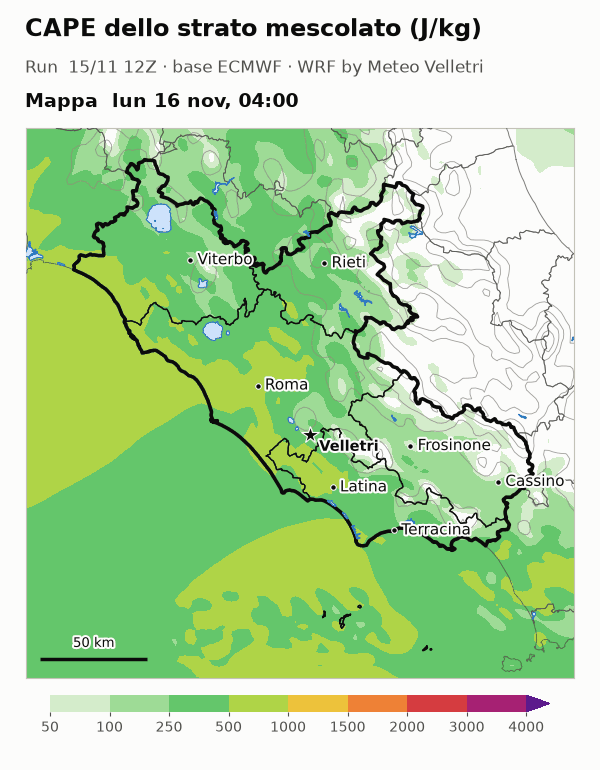 CAPE dello strato mescolato (J/kg)
Run  15/11 12Z · base ECMWF · WRF by Meteo Velletri
Mappa  lun 16 nov, 04:00
Viterbo
Rieti
Roma
Velletri
Frosinone
Cassino
Latina
Terracina
50 km
50 100 250 500 1000 1500 2000 3000 4000